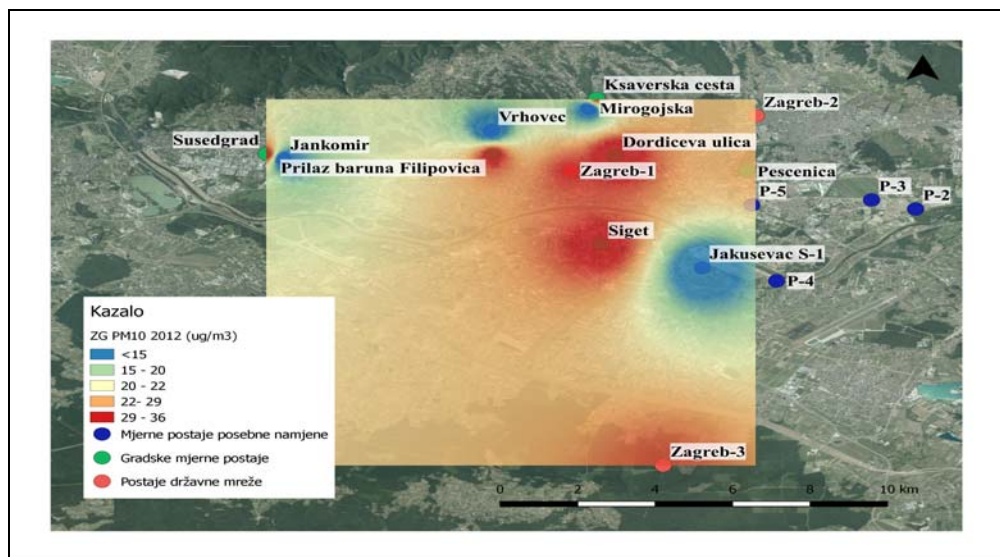 Ksaverska cesta
Zagreb-2
Vrhovec
Mirogojska
Susedgrad
Jankomir
Dordiceva ulica
Prilaz baruna Filipovica
Zagreb-1
Pescenica
P-5
P-3
P-2
Siget
Jakusevac S-1
P-4
Kazalo
ZG PM10 2012 (ug/m3)
<15
15 - 20
20 - 22
22- 29
29 - 36
Mjerne postaje posebne namjene
Gradske mjerne postaje
Postaje državne mreže
Zagreb-3
0 2 4 6 8 10 km